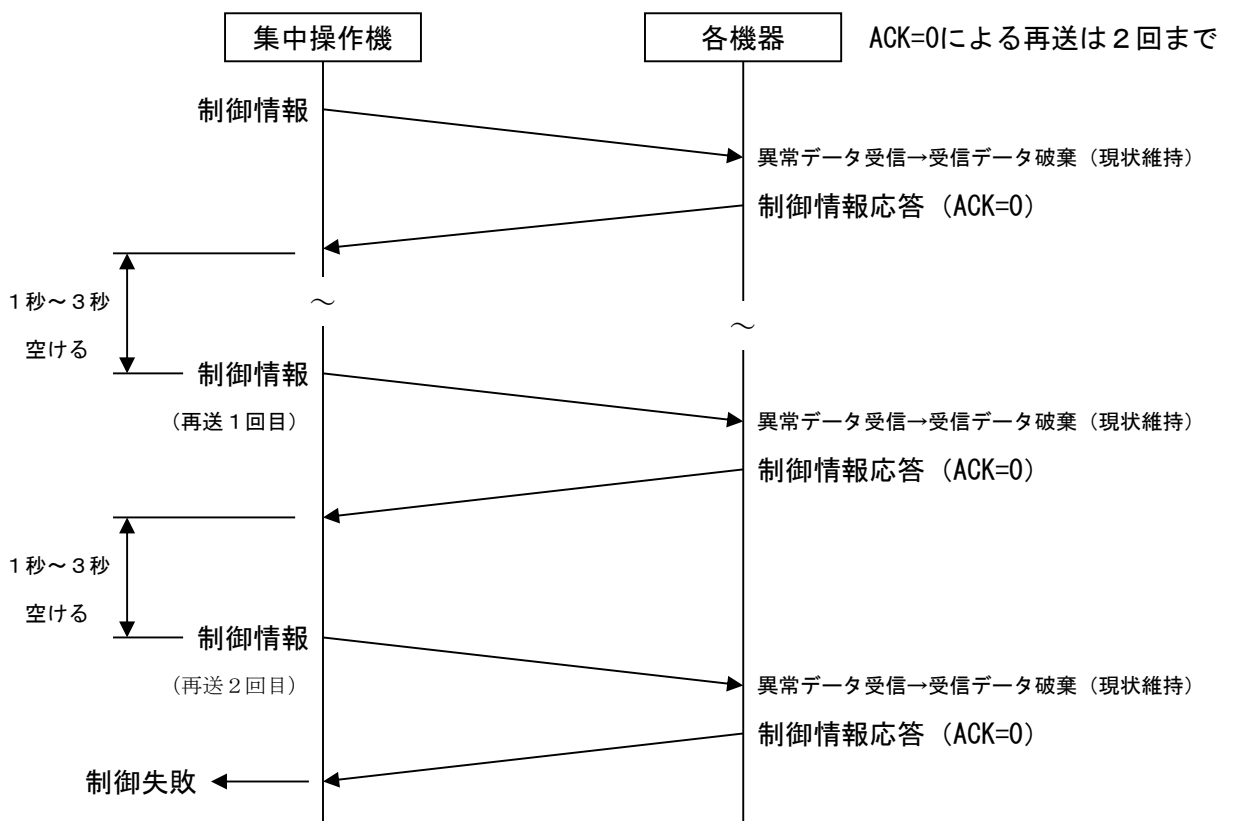 集中操作機
各機器
ACK=0による再送は２回まで
制御情報
異常データ受信→受信データ破棄（現状維持）
制御情報応答（ACK=0）
１秒～３秒
空ける
～
～
制御情報
（再送１回目）
異常データ受信→受信データ破棄（現状維持）
制御情報応答（ACK=0）
１秒～３秒
空ける
制御情報
（再送２回目）
異常データ受信→受信データ破棄（現状維持）
制御情報応答（ACK=0）
制御失敗